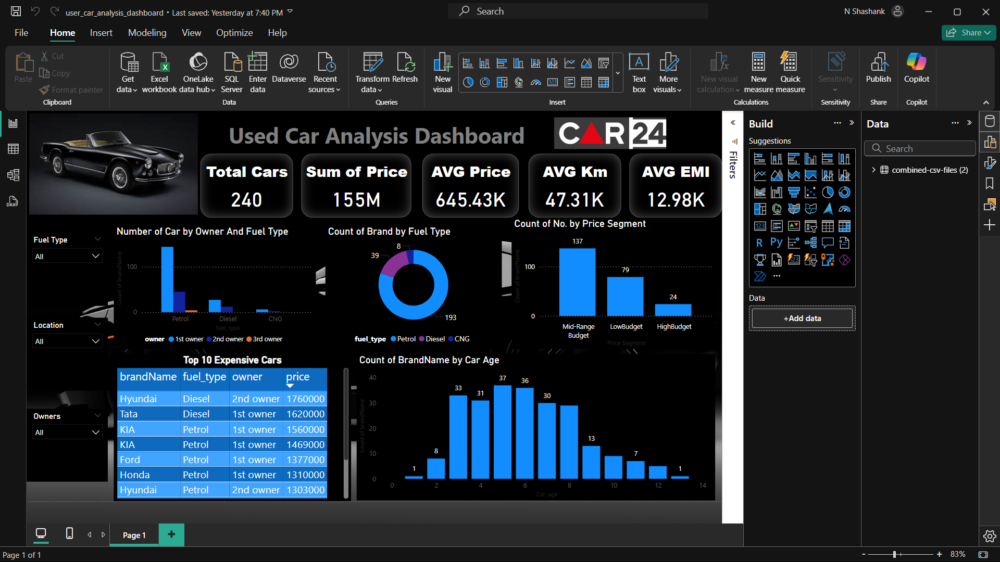 user_car_analysis_dashboard • Last saved: Yesterday at 7:40 PM
Search
N Shashank
File Home Insert Modeling View Optimize Help
Share
Paste
Cut
Copy
Format painter
Clipboard
Get data
Excel workbook
OneLake data hub
SQL Server
Enter data
Dataverse
Recent sources
Data
Transform data
Refresh
Queries
New visual
Text box
More visuals
Insert
New visual calculation
New measure
Quick measure
Calculations
Sensitivity
Sensitivity
Publish
Share
Copilot
Copilot
Used Car Analysis Dashboard
CAR 24
Total Cars
240
Sum of Price
155M
AVG Price
645.43K
AVG Km
47.31K
AVG EMI
12.98K
Fuel Type
All
Location
All
Owners
All
Number of Car by Owner And Fuel Type
Count of brandName
100
0
Petrol Diesel CNG
fuel_type
owner 1st owner 2nd owner 3rd owner
Count of Brand by Fuel Type
8
39
193
fuel_type Petrol Diesel CNG
Count of No. by Price Segment
Count of brandName
137
100
79
24
0
Mid-Range Budget
LowBudget
HighBudget
Price Segment
Top 10 Expensive Cars
brandName fuel_type owner price
Hyundai Diesel 2nd owner 1760000
Tata Diesel 1st owner 1620000
KIA Petrol 1st owner 1560000
KIA Petrol 1st owner 1469000
Ford Petrol 1st owner 1377000
Honda Petrol 1st owner 1310000
Hyundai Petrol 2nd owner 1303000
Count of BrandName by Car Age
Count of brandName
40
30
20
10
0
1 8 33 31 37 36 30 13 7 1
0 2 4 6 8 10 12 14
Car_age
Filters
Build
Suggestions
123
R Py
123
Data
+Add data
Data
Search
combined-csv-files (2)
DAX
Page 1
Page 1 of 1
- + 83%